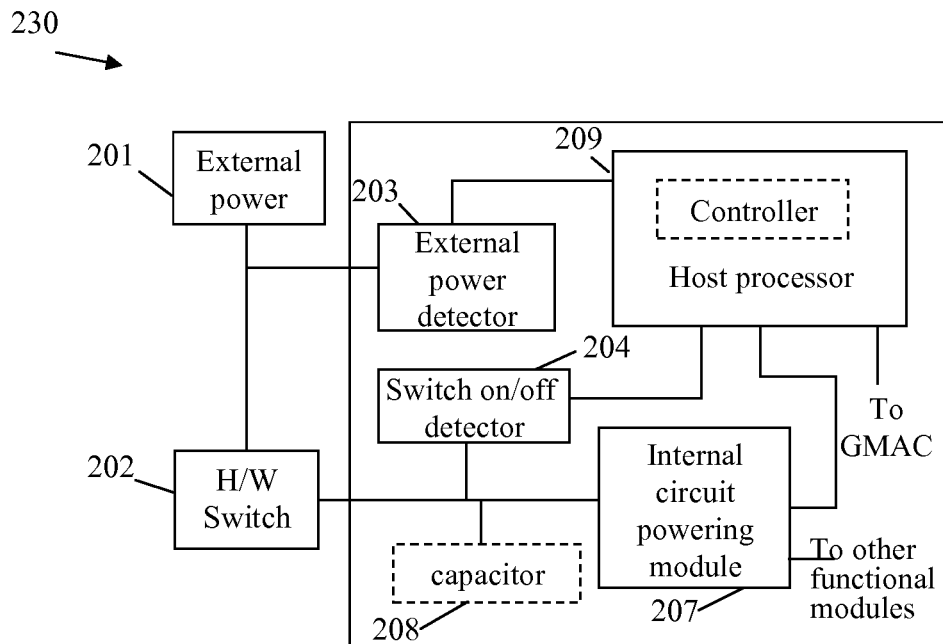 230
201
External
power
203
External
power
detector
209
Controller
Host processor
204
Switch on/off
detector
To
GMAC
202
H/W
Switch
Internal
circuit
powering
module
capacitor
208
207
To other
functional
modules